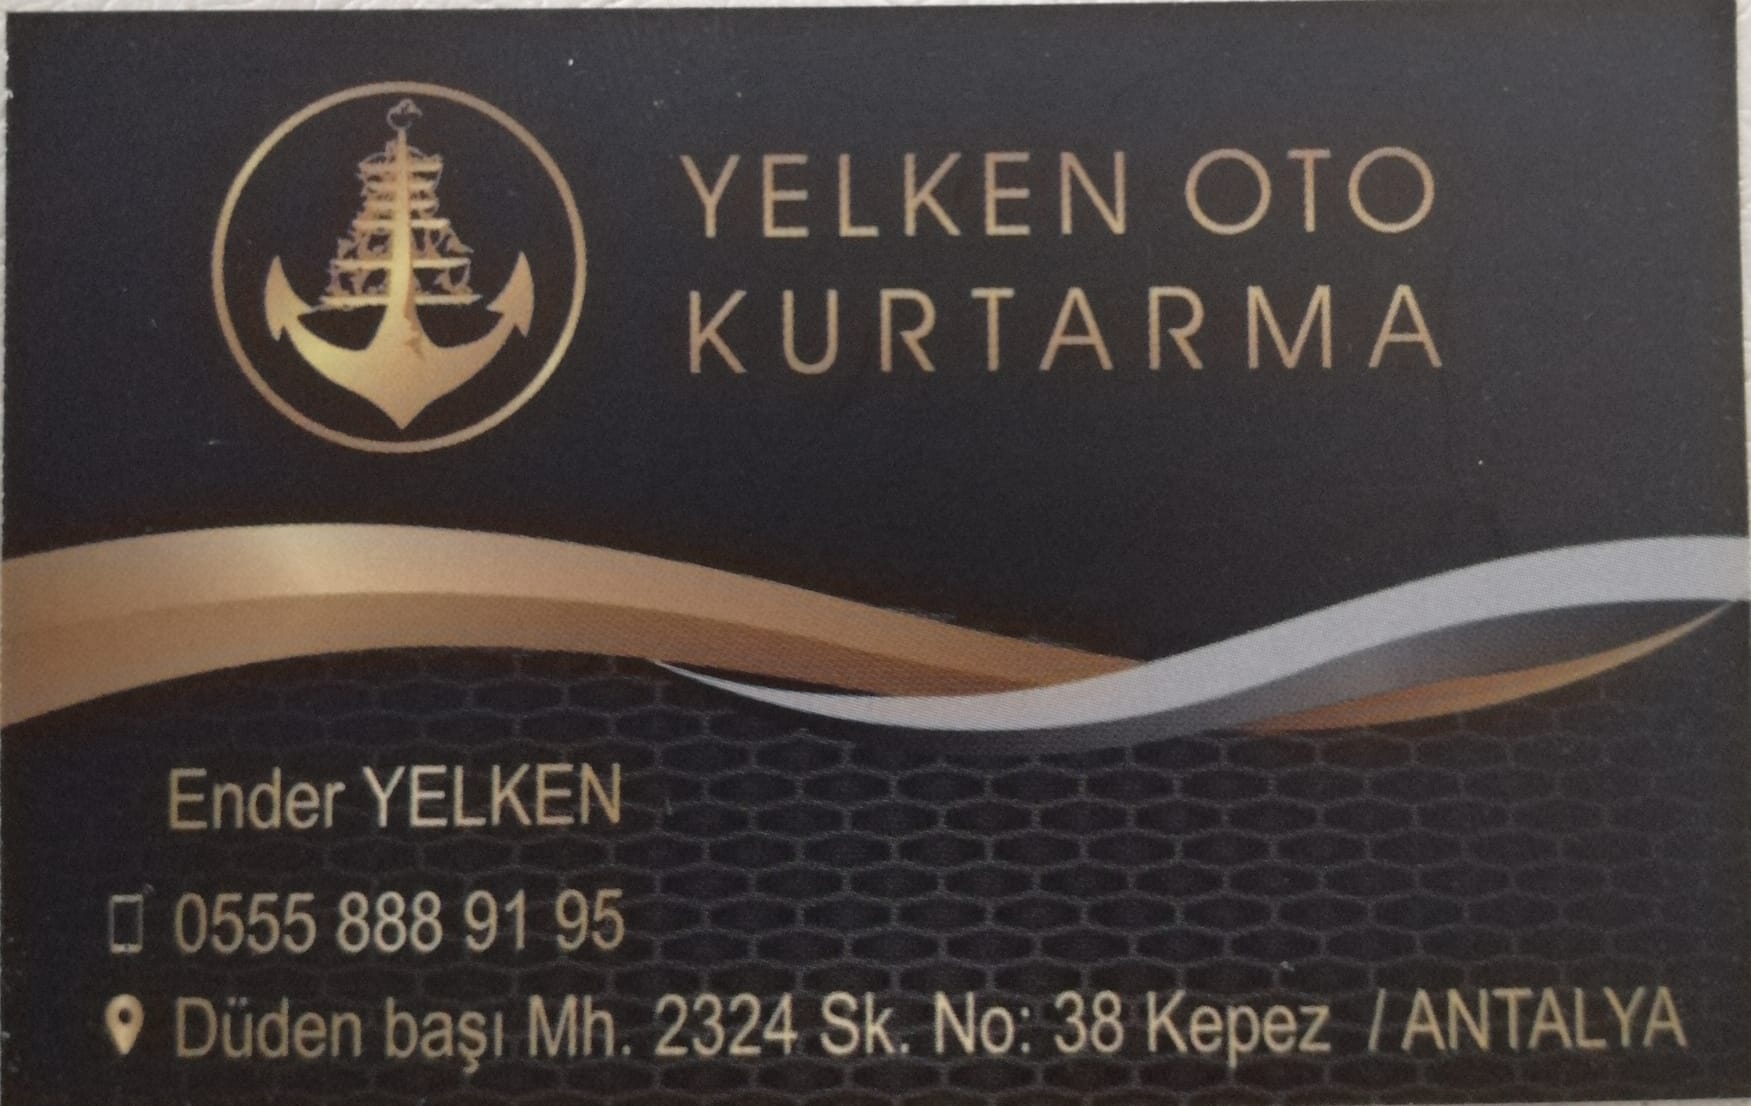 YELKEN OTO
KURTARMA
Ender YELKEN
0555 888 91 95
Düden başı Mh. 2324 Sk. No: 38 Kepez / ANTALYA